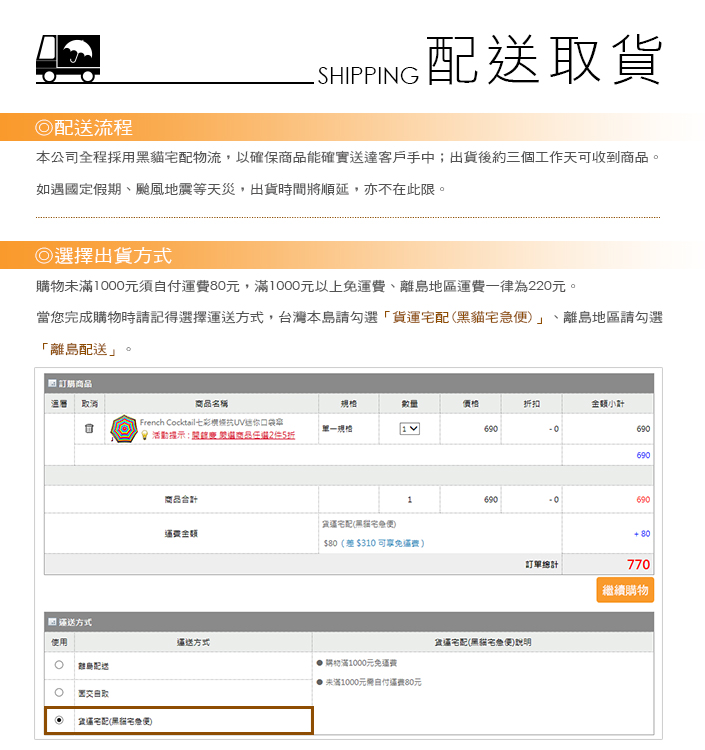 SHIPPING 配送取貨
◎配送流程
本公司全程採用黑貓宅配物流，以確保商品能確實送達客戶手中；出貨後約三個工作天可收到商品。
如遇國定假期、颱風地震等天災，出貨時間將順延，亦不在此限。
◎選擇出貨方式
購物未滿1000元須自付運費80元，滿1000元以上免運費、離島地區運費一律為220元。
當您完成購物時請記得選擇運送方式，台灣本島請勾選「貨運宅配(黑貓宅急便)」、離島地區請勾選
「離島配送」。
訂購商品
溫層 取消 商品名稱 規格 數量 價格 折扣 金額小計
French Cocktail七彩橫條抗UV迷你口袋傘
活動提示：開館慶 嚴選商品任選2件5折
單一規格 1 690 - 0 690
690
商品合計 1 690 - 0 690
運費金額
貨運宅配(黑貓宅急便)
$80 ( 差 $310 可享免運費 )
+ 80
訂單總計 770
繼續購物
運送方式
使用 運送方式 貨運宅配(黑貓宅急便)說明
離島配送
● 購物滿1000元免運費
● 未滿1000元需自付運費80元
面交自取
貨運宅配(黑貓宅急便)